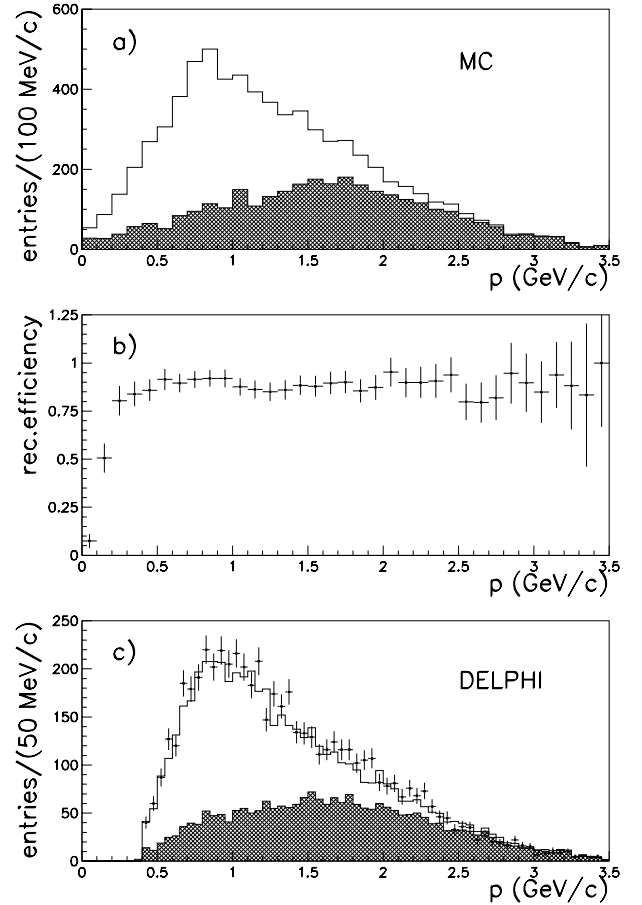 600
400
200
0
entries/(100 MeV/c)
a)
MC
0 0.5 1 1.5 2 2.5 3 3.5
p (GeV/c)
1.25
1
0.75
0.5
0.25
0
rec.efficiency
b)
0 0.5 1 1.5 2 2.5 3 3.5
p (GeV/c)
250
200
150
100
50
0
entries/(50 MeV/c)
c)
DELPHI
0 0.5 1 1.5 2 2.5 3 3.5
p (GeV/c)